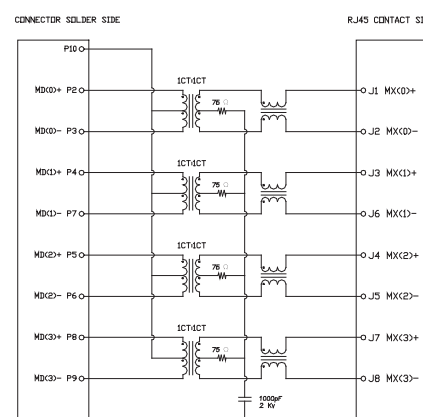 CONNECTOR SOLDER SIDE
RJ45 CONTACT SI
P10
1CT:1CT
MD(0)+ P2
75 Ω
J1 MX(0)+
MD(0)- P3
J2 MX(0)-
1CT:1CT
MD(1)+ P4
75 Ω
J3 MX(1)+
MD(1)- P7
J6 MX(1)-
1CT:1CT
MD(2)+ P5
75 Ω
J4 MX(2)+
MD(2)- P6
J5 MX(2)-
1CT:1CT
MD(3)+ P8
75 Ω
J7 MX(3)+
MD(3)- P9
J8 MX(3)-
1000pF
2 Kv